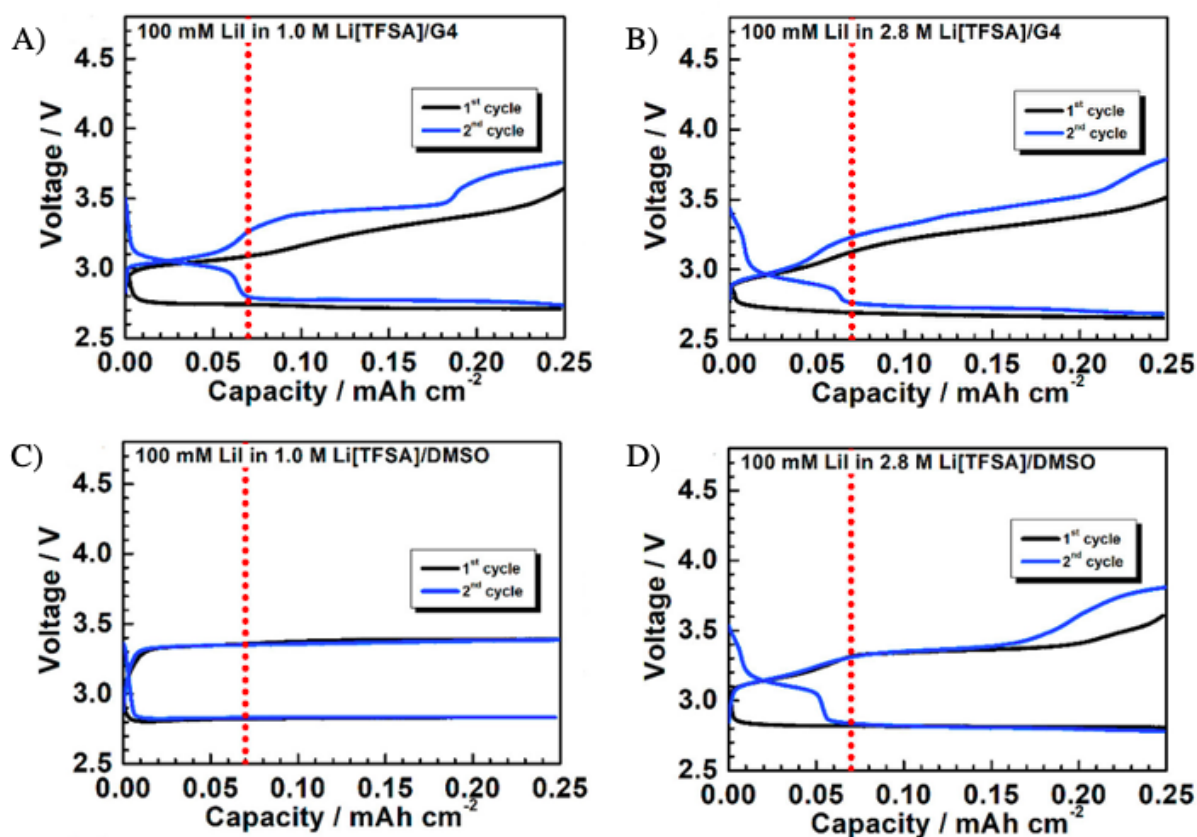 A)
100 mM LiI in 1.0 M Li[TFSA]/G4
4.5
4.0
3.5
3.0
2.5
Voltage / V
1st cycle
2nd cycle
0.00 0.05 0.10 0.15 0.20 0.25
Capacity / mAh cm-2
B)
100 mM LiI in 2.8 M Li[TFSA]/G4
4.5
4.0
3.5
3.0
2.5
Voltage / V
1st cycle
2nd cycle
0.00 0.05 0.10 0.15 0.20 0.25
Capacity / mAh cm-2
C)
100 mM LiI in 1.0 M Li[TFSA]/DMSO
4.5
4.0
3.5
3.0
2.5
Voltage / V
1st cycle
2nd cycle
0.00 0.05 0.10 0.15 0.20 0.25
Capacity / mAh cm-2
D)
100 mM LiI in 2.8 M Li[TFSA]/DMSO
4.5
4.0
3.5
3.0
2.5
Voltage / V
1st cycle
2nd cycle
0.00 0.05 0.10 0.15 0.20 0.25
Capacity / mAh cm-2